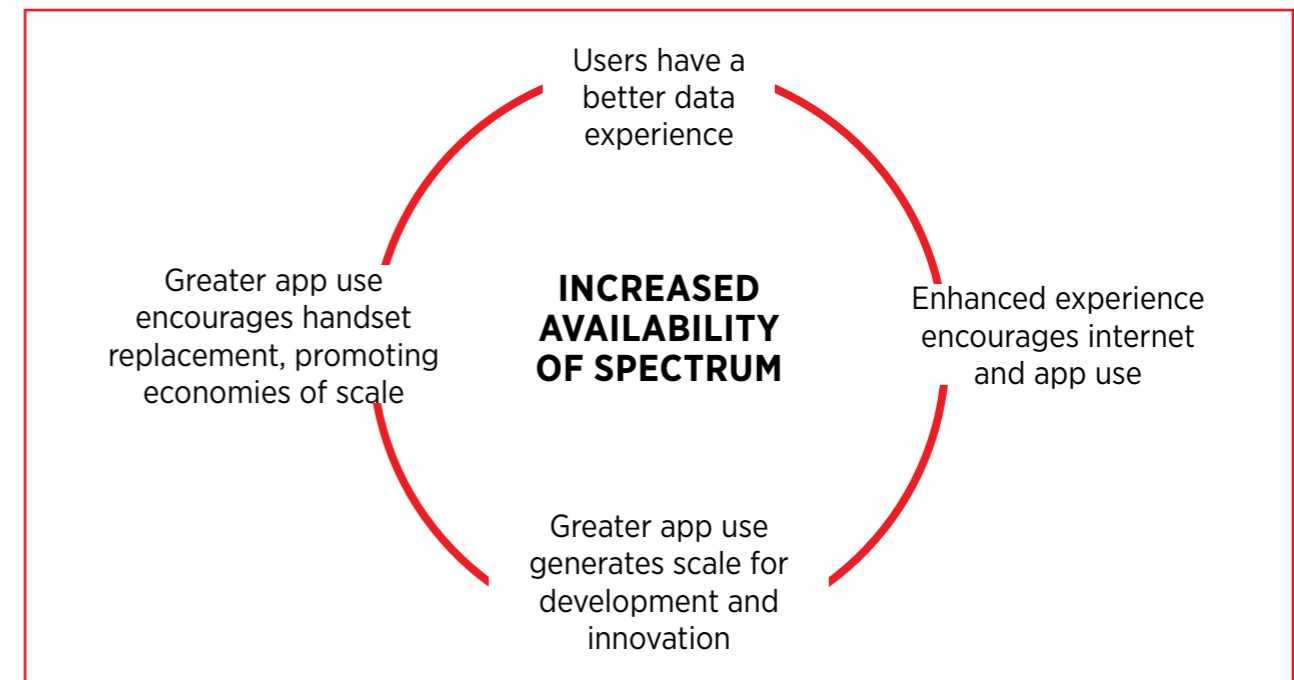 Users have a
better data
experience
Greater app use
encourages handset
replacement, promoting
economies of scale
INCREASED
AVAILABILITY
OF SPECTRUM
Enhanced experience
encourages internet
and app use
Greater app use
generates scale for
development and
innovation